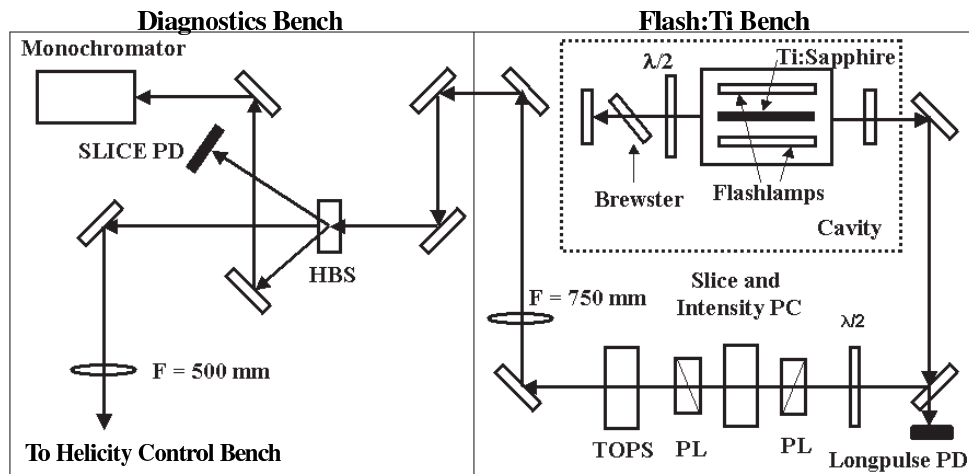 Diagnostics Bench
Flash:Ti Bench
Monochromator
SLICE PD
HBS
F = 500 mm
To Helicity Control Bench
λ/2
Ti:Sapphire
Brewster
Flashlamps
Cavity
F = 750 mm
Slice and
Intensity PC
λ/2
TOPS
PL
PL
Longpulse PD